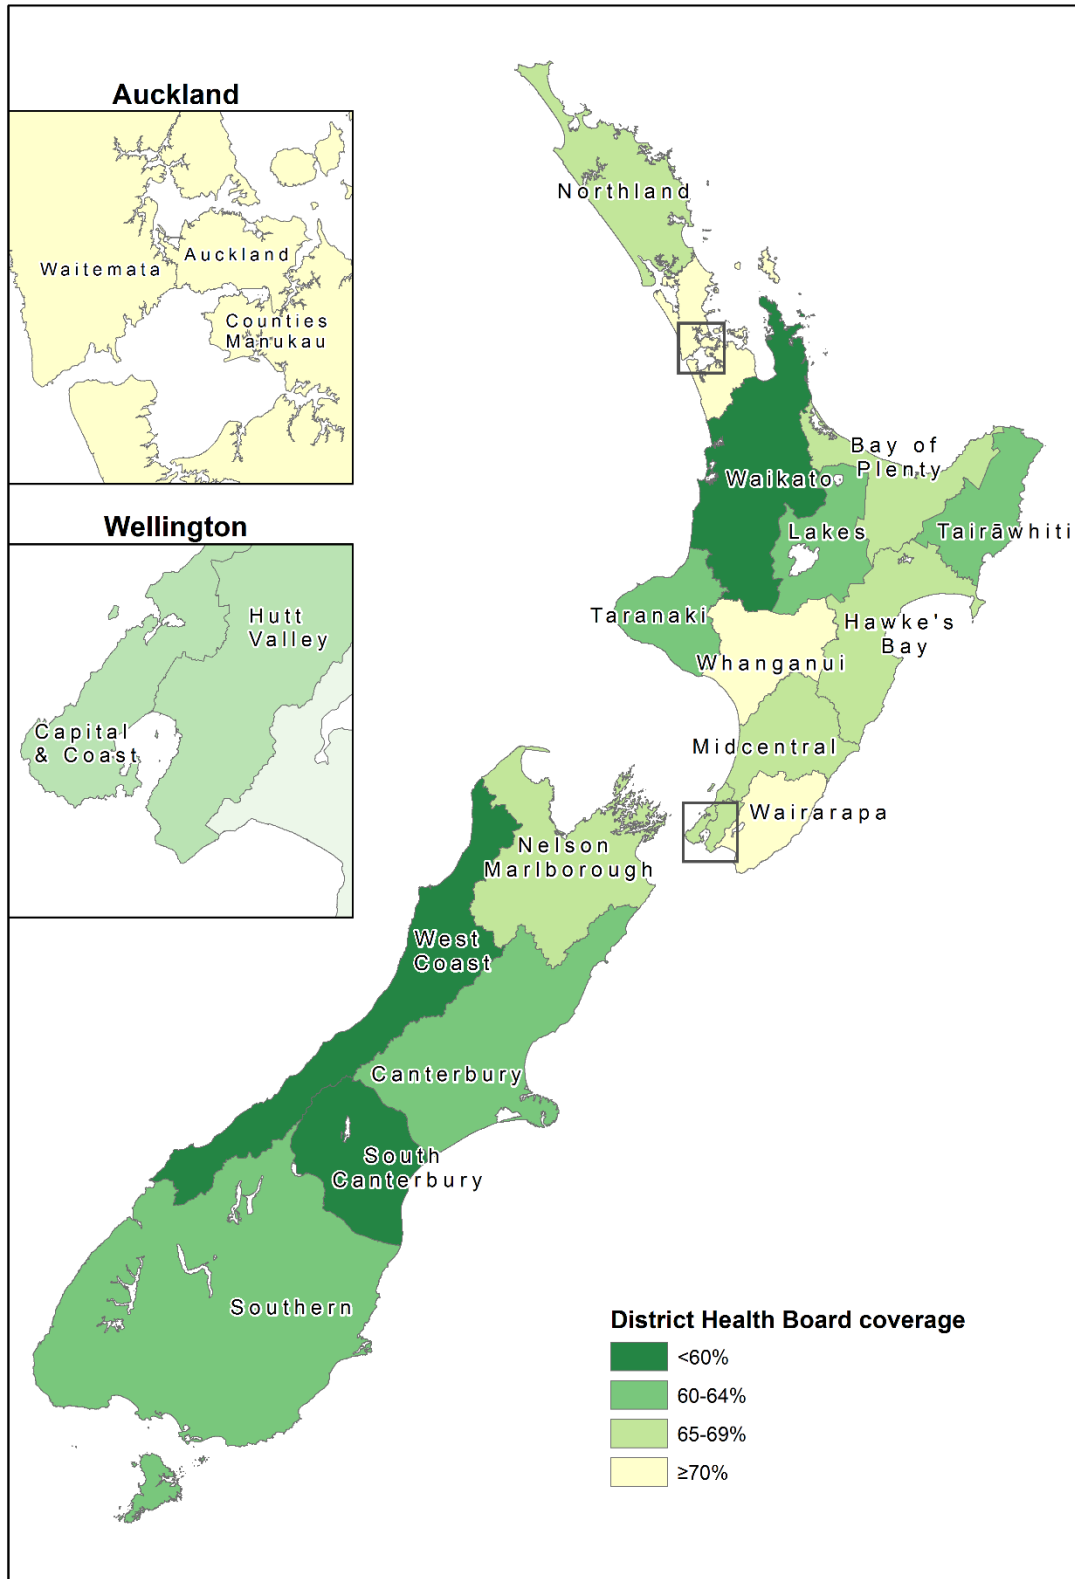 Auckland
Waitemata
Auckland
Counties
Manukau
Wellington
Hutt
Valley
Capital
& Coast
Northland
Bay of
Plenty
Waikato
Lakes
Tairāwhiti
Taranaki
Hawke's
Bay
Whanganui
Midcentral
Wairarapa
Nelson
Marlborough
West
Coast
Canterbury
South
Canterbury
Southern
District Health Board coverage
<60%
60-64%
65-69%
≥70%